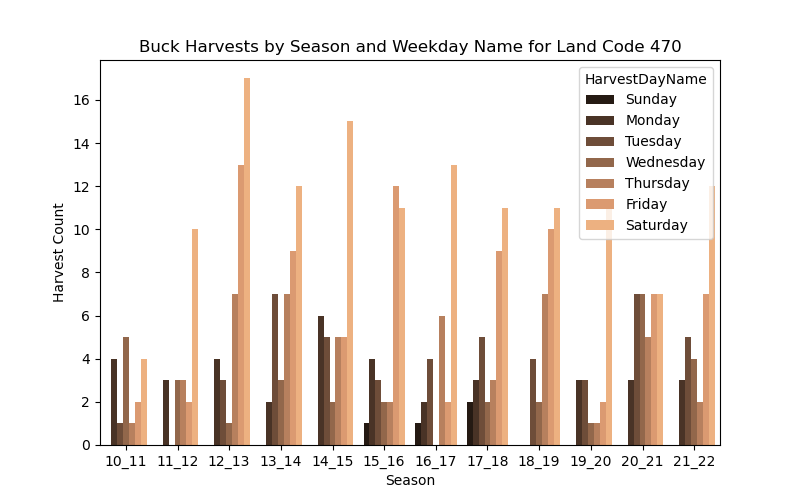 Buck Harvests by Season and Weekday Name for Land Code 470
HarvestDayName
Sunday
Monday
Tuesday
Wednesday
Thursday
Friday
Saturday
16
14
12
10
8
6
4
2
0
Harvest Count
10_11 11_12 12_13 13_14 14_15 15_16 16_17 17_18 18_19 19_20 20_21 21_22
Season